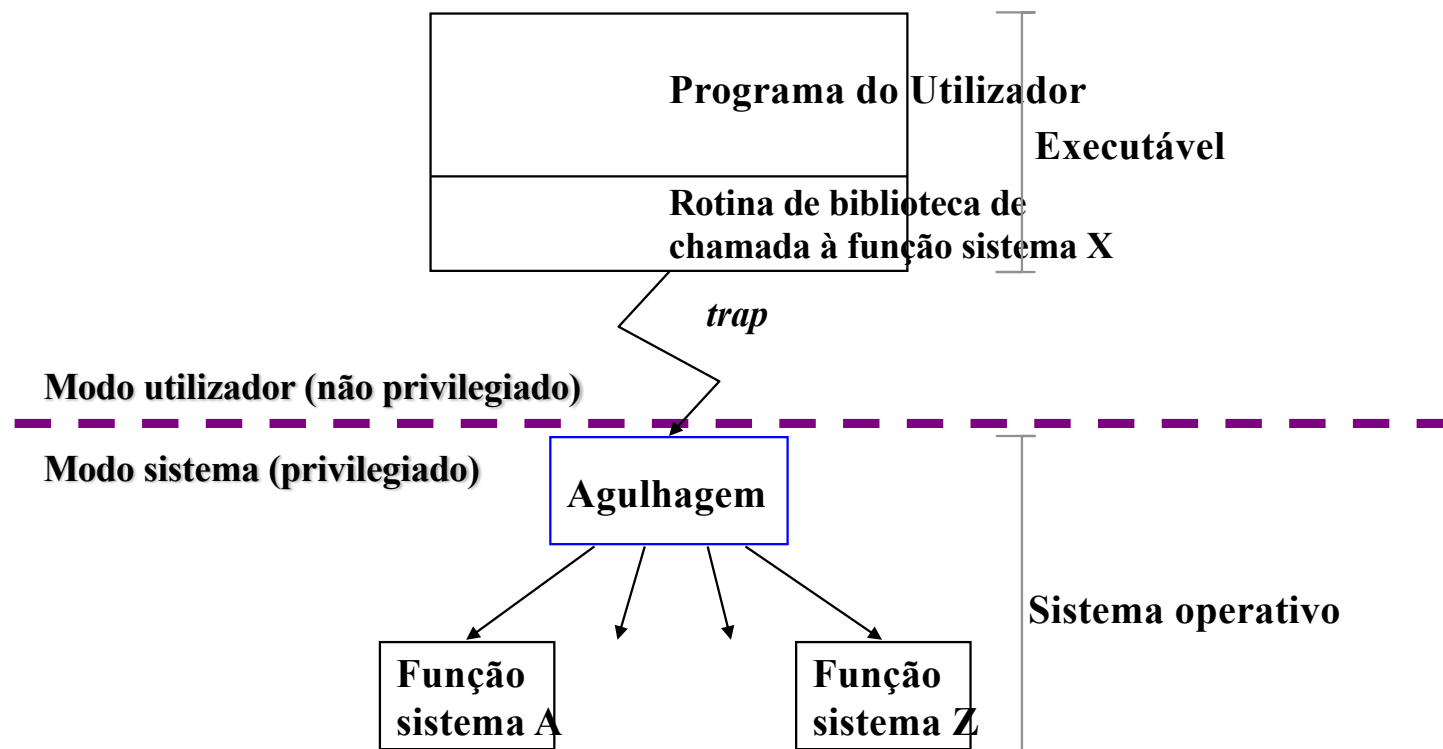 Programa do Utilizador
Executável
Rotina de biblioteca de
chamada à função sistema X
trap
Modo utilizador (não privilegiado)
Modo sistema (privilegiado)
Agulhagem
Sistema operativo
Função
sistema A
Função
sistema Z